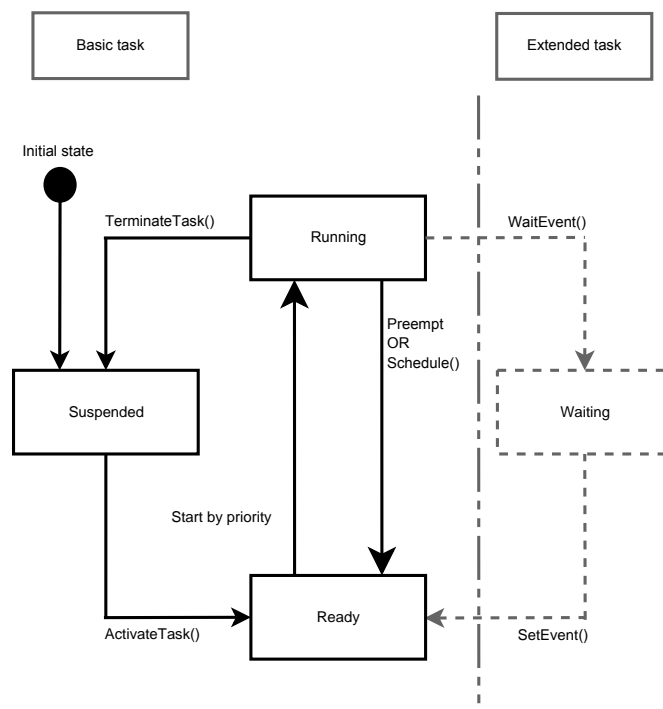 Basic task
Extended task
Initial state
TerminateTask()
Running
WaitEvent()
Preempt
OR
Schedule()
Suspended
Waiting
Start by priority
Ready
ActivateTask()
SetEvent()